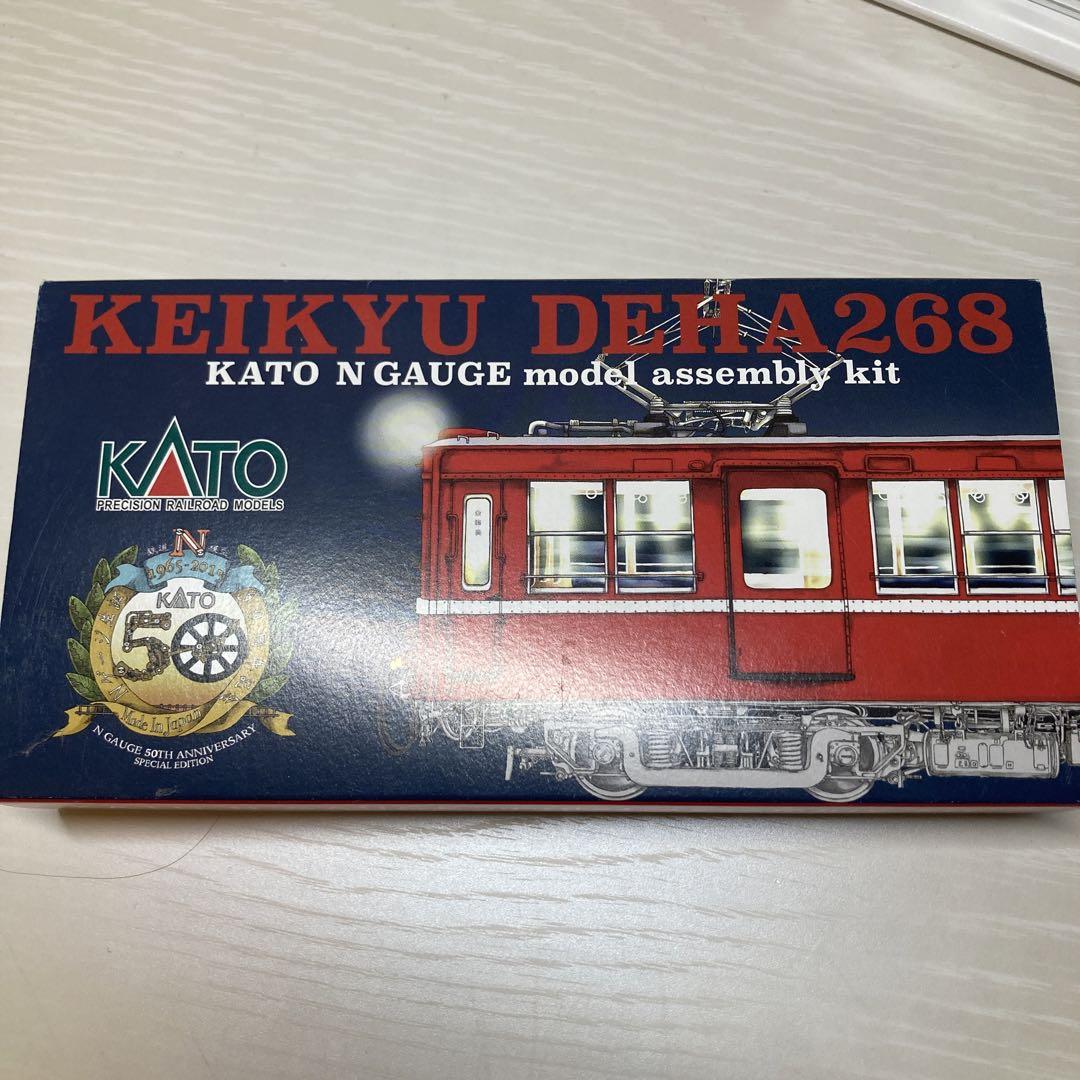 KEIKYU DEHA268
KATO N GAUGE model assembly kit
KATO
PRECISION RAILROAD MODELS
N
1965-2015
KATO
50
Made In Japan
N GAUGE 50TH ANNIVERSARY
SPECIAL EDITION